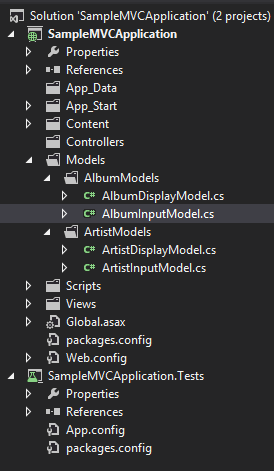 Solution 'SampleMVCApplication' (2 projects)
SampleMVCApplication
Properties
References
App_Data
App_Start
Content
Controllers
Models
AlbumModels
C# AlbumDisplayModel.cs
C# AlbumInputModel.cs
ArtistModels
C# ArtistDisplayModel.cs
C# ArtistInputModel.cs
Scripts
Views
Global.asax
packages.config
Web.config
SampleMVCApplication.Tests
Properties
References
App.config
packages.config